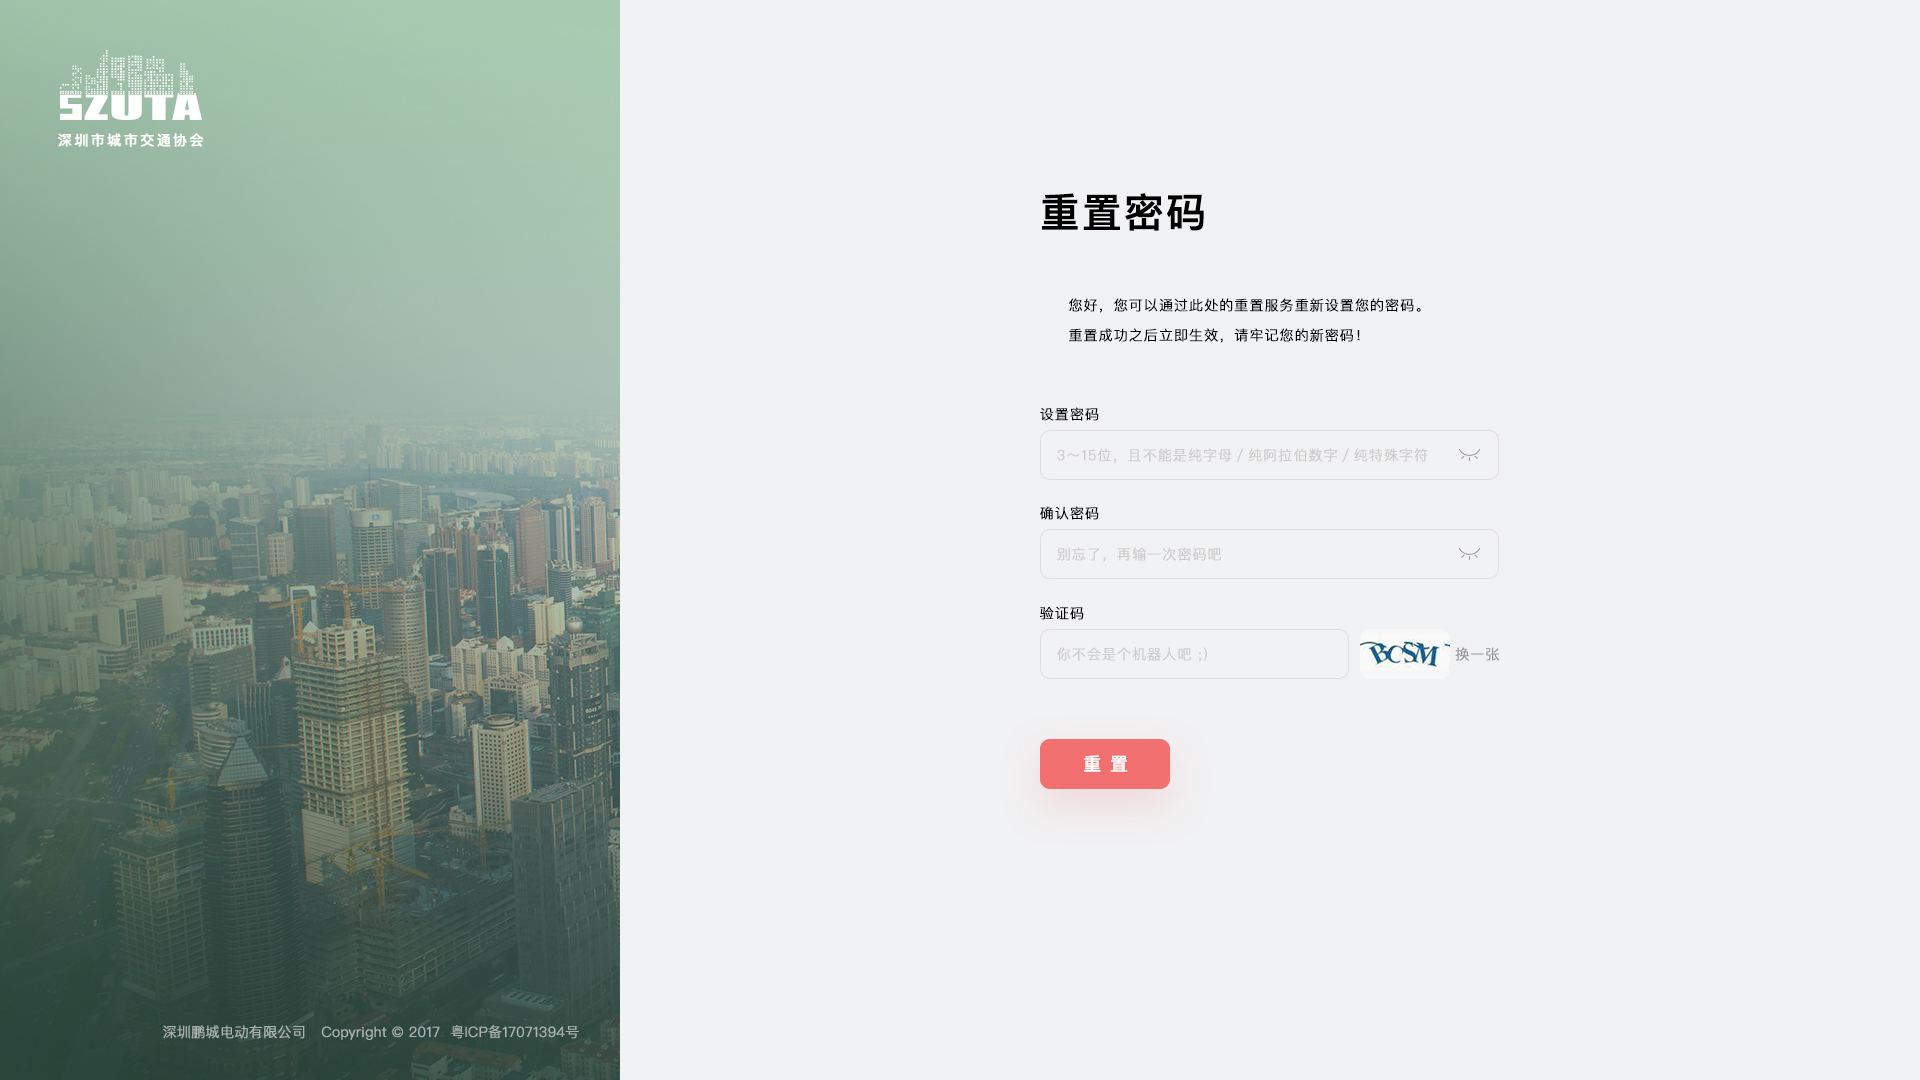 SZUTA
深圳市城市交通协会
重置密码
您好，您可以通过此处的重置服务重新设置您的密码。
重置成功之后立即生效，请牢记您的新密码！
设置密码
3～15位，且不能是纯字母 / 纯阿拉伯数字 / 纯特殊字符
确认密码
别忘了，再输一次密码吧
验证码
你不会是个机器人吧 ;)
BCSM
换一张
重 置
深圳鹏城电动有限公司 Copyright © 2017 粤ICP备17071394号